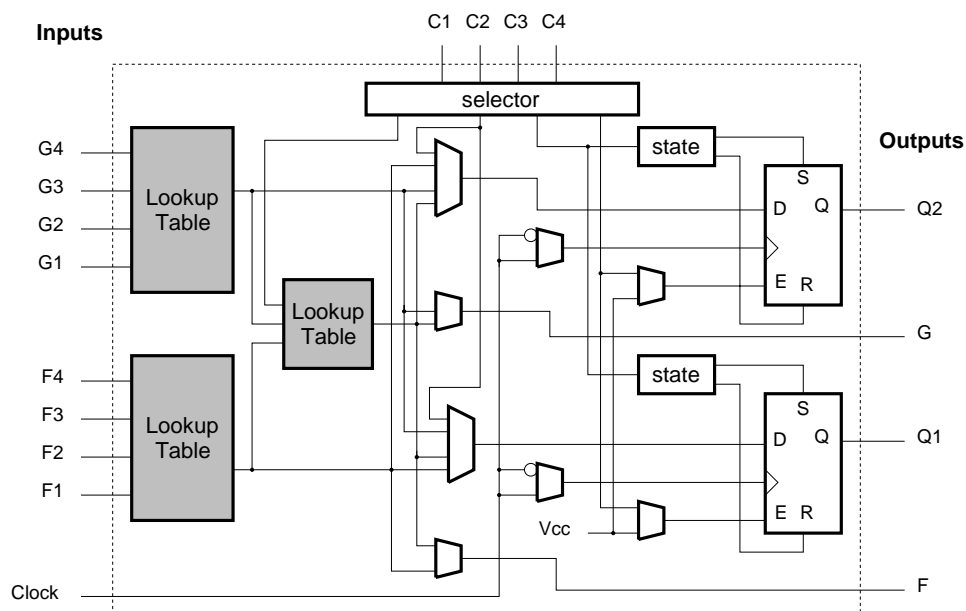 Inputs
C1 C2 C3 C4
selector
Outputs
G4
G3
G2
G1
Lookup
Table
state
S
D Q
E R
Q2
Lookup
Table
G
F4
F3
F2
F1
Lookup
Table
state
S
D Q
E R
Q1
Vcc
Clock
F